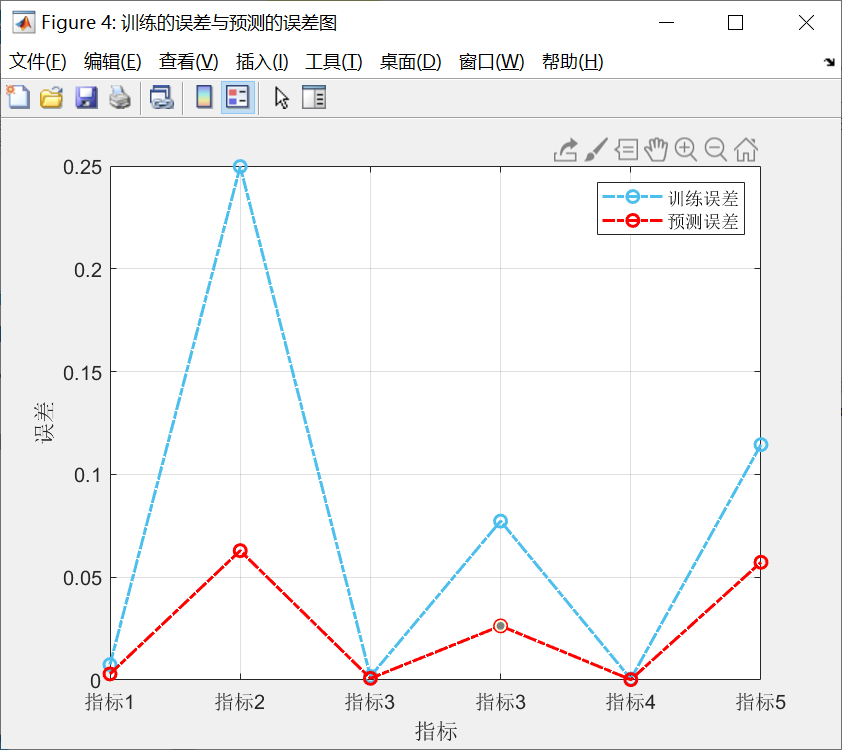 Figure 4: 训练的误差与预测的误差图
文件(F) 编辑(E) 查看(V) 插入(I) 工具(T) 桌面(D) 窗口(W) 帮助(H)
训练误差
预测误差
0.25
0.2
0.15
0.1
0.05
0
误差
指标1 指标2 指标3 指标3 指标4 指标5
指标